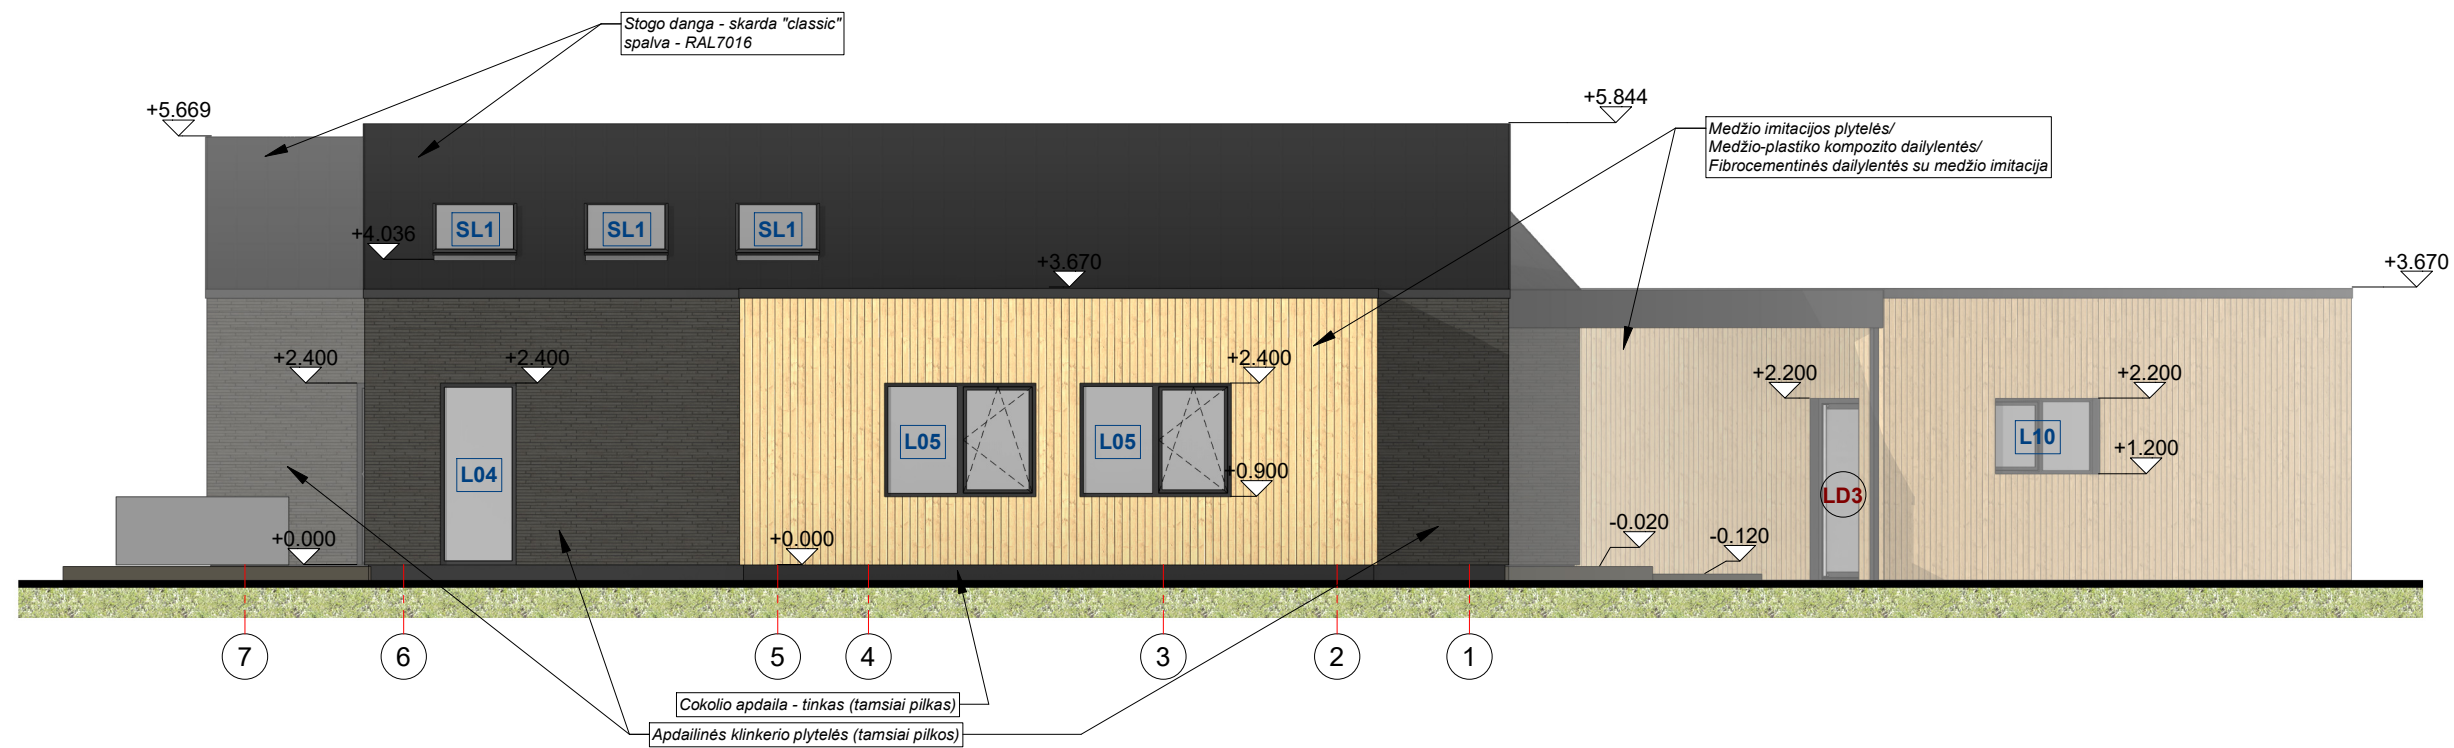 Stogo danga - skarda "classic"
spalva - RAL7016
+5.669
+5.844
Medžio imitacijos plytelės/
Medžio-plastiko kompozito dailylentės/
Fibrocementinės dailylentės su medžio imitacija
SL1
SL1
SL1
+4.036
+3.670
+3.670
+2.400
+2.400
+2.400
+2.200
+2.200
L04
L05
L05
L10
+0.900
+1.200
LD3
+0.000
+0.000
-0.020
-0.120
7
6
5
4
3
2
1
Cokolio apdaila - tinkas (tamsiai pilkas)
Apdailinės klinkerio plytelės (tamsiai pilkos)